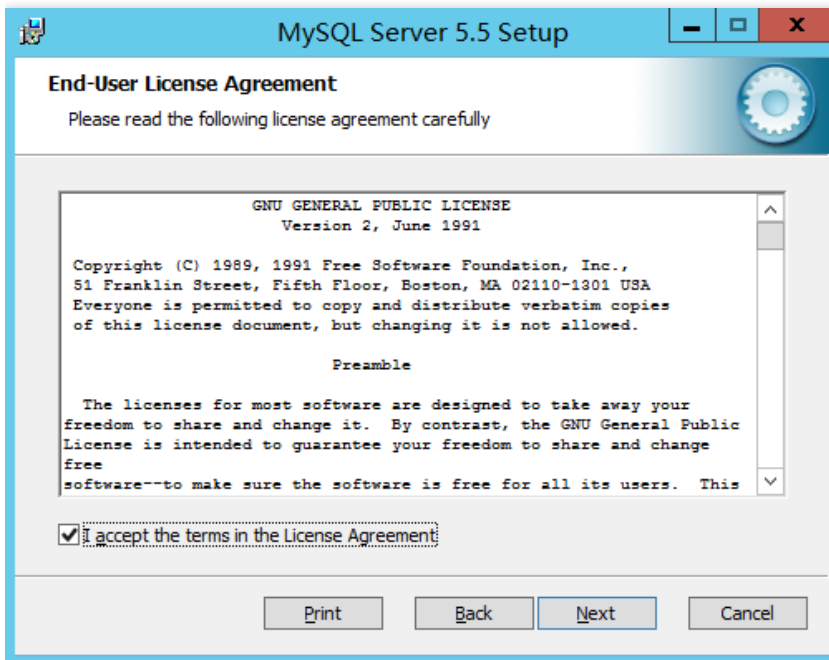 MySQL Server 5.5 Setup
End-User License Agreement
Please read the following license agreement carefully
GNU GENERAL PUBLIC LICENSE
Version 2, June 1991
Copyright (C) 1989, 1991 Free Software Foundation, Inc.,
51 Franklin Street, Fifth Floor, Boston, MA 02110-1301 USA
Everyone is permitted to copy and distribute verbatim copies
of this license document, but changing it is not allowed.
Preamble
The licenses for most software are designed to take away your
freedom to share and change it. By contrast, the GNU General Public
License is intended to guarantee your freedom to share and change
free
software--to make sure the software is free for all its users. This
I accept the terms in the License Agreement
Print Back Next Cancel